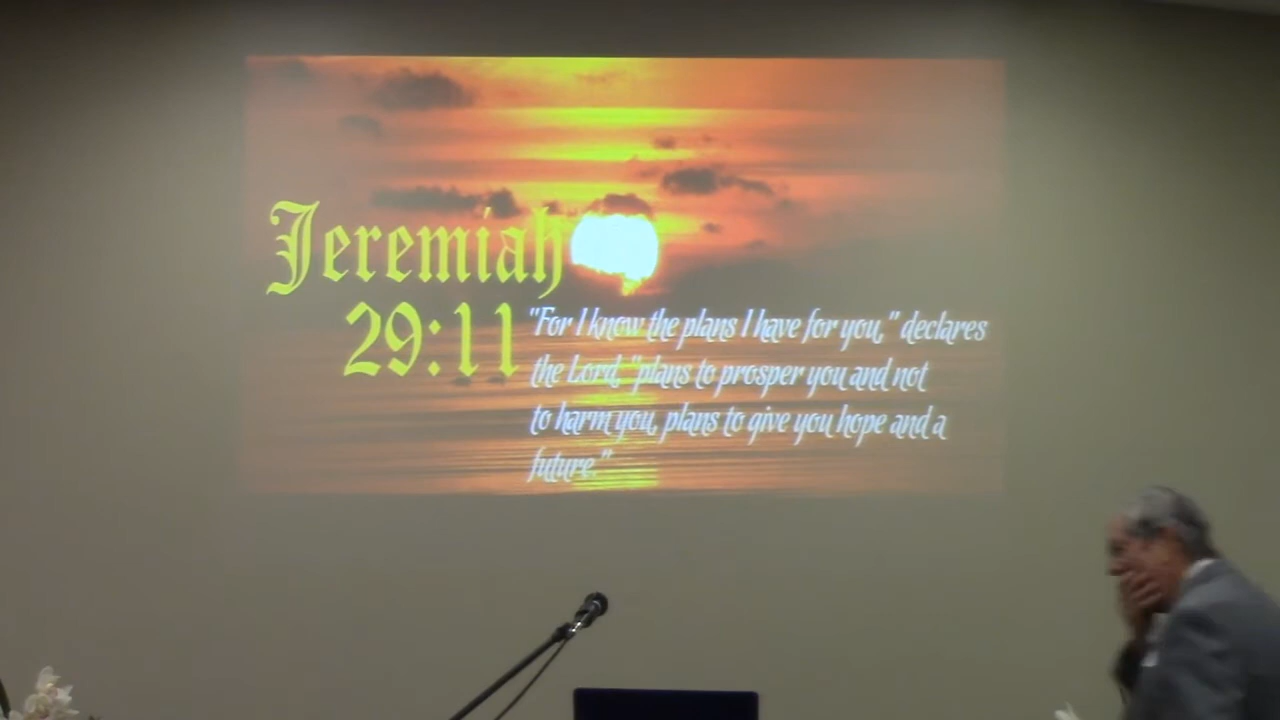 Jeremiah
29:11
"For I know the plans I have for you," declares
the Lord, "plans to prosper you and not
to harm you, plans to give you hope and a
future."